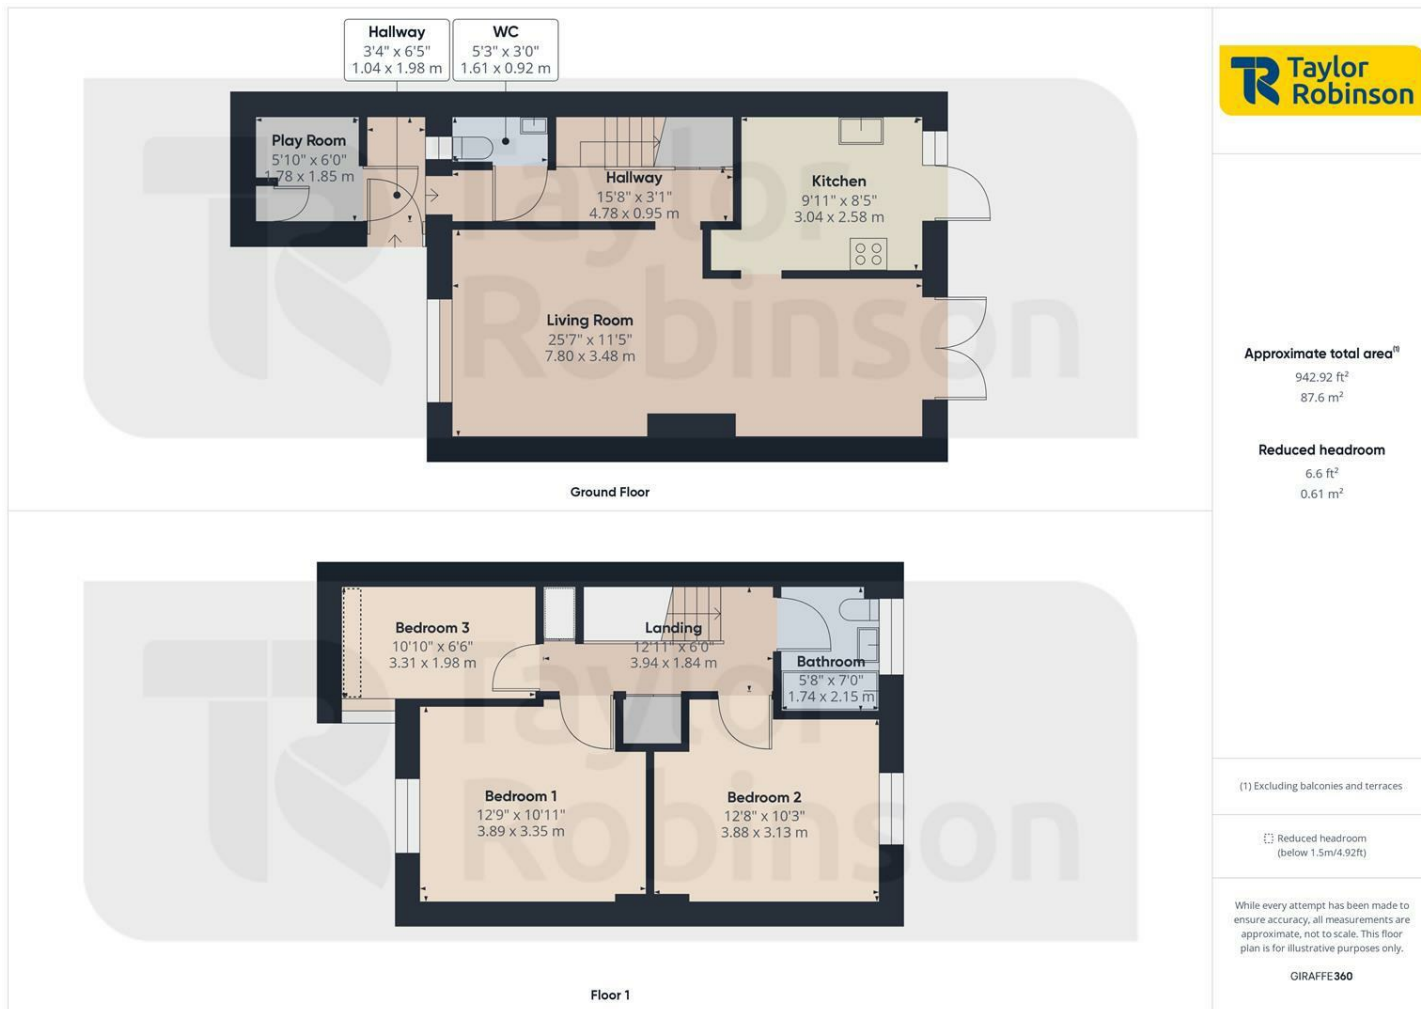 Hallway
3'4" x 6'5"
1.04 x 1.98 m
WC
5'3" x 3'0"
1.61 x 0.92 m
Play Room
5'10" x 6'0"
1.78 x 1.85 m
Hallway
15'8" x 3'1"
4.78 x 0.95 m
Kitchen
9'11" x 8'5"
3.04 x 2.58 m
Living Room
25'7" x 11'5"
7.80 x 3.48 m
Taylor
Robinson
Ground Floor
Bedroom 3
10'10" x 6'6"
3.31 x 1.98 m
Landing
12'11" x 6'0"
3.94 x 1.84 m
Bathroom
5'8" x 7'0"
1.74 x 2.15 m
Bedroom 1
12'9" x 10'11"
3.89 x 3.35 m
Bedroom 2
12'8" x 10'3"
3.88 x 3.13 m
Taylor
Robinson
Floor 1
TR Taylor
Robinson
Approximate total area(1)
942.92 ft²
87.6 m²
Reduced headroom
6.6 ft²
0.61 m²
(1) Excluding balconies and terraces
Reduced headroom
(below 1.5m/4.92ft)
While every attempt has been made to
ensure accuracy, all measurements are
approximate, not to scale. This floor
plan is for illustrative purposes only.
GIRAFFE360